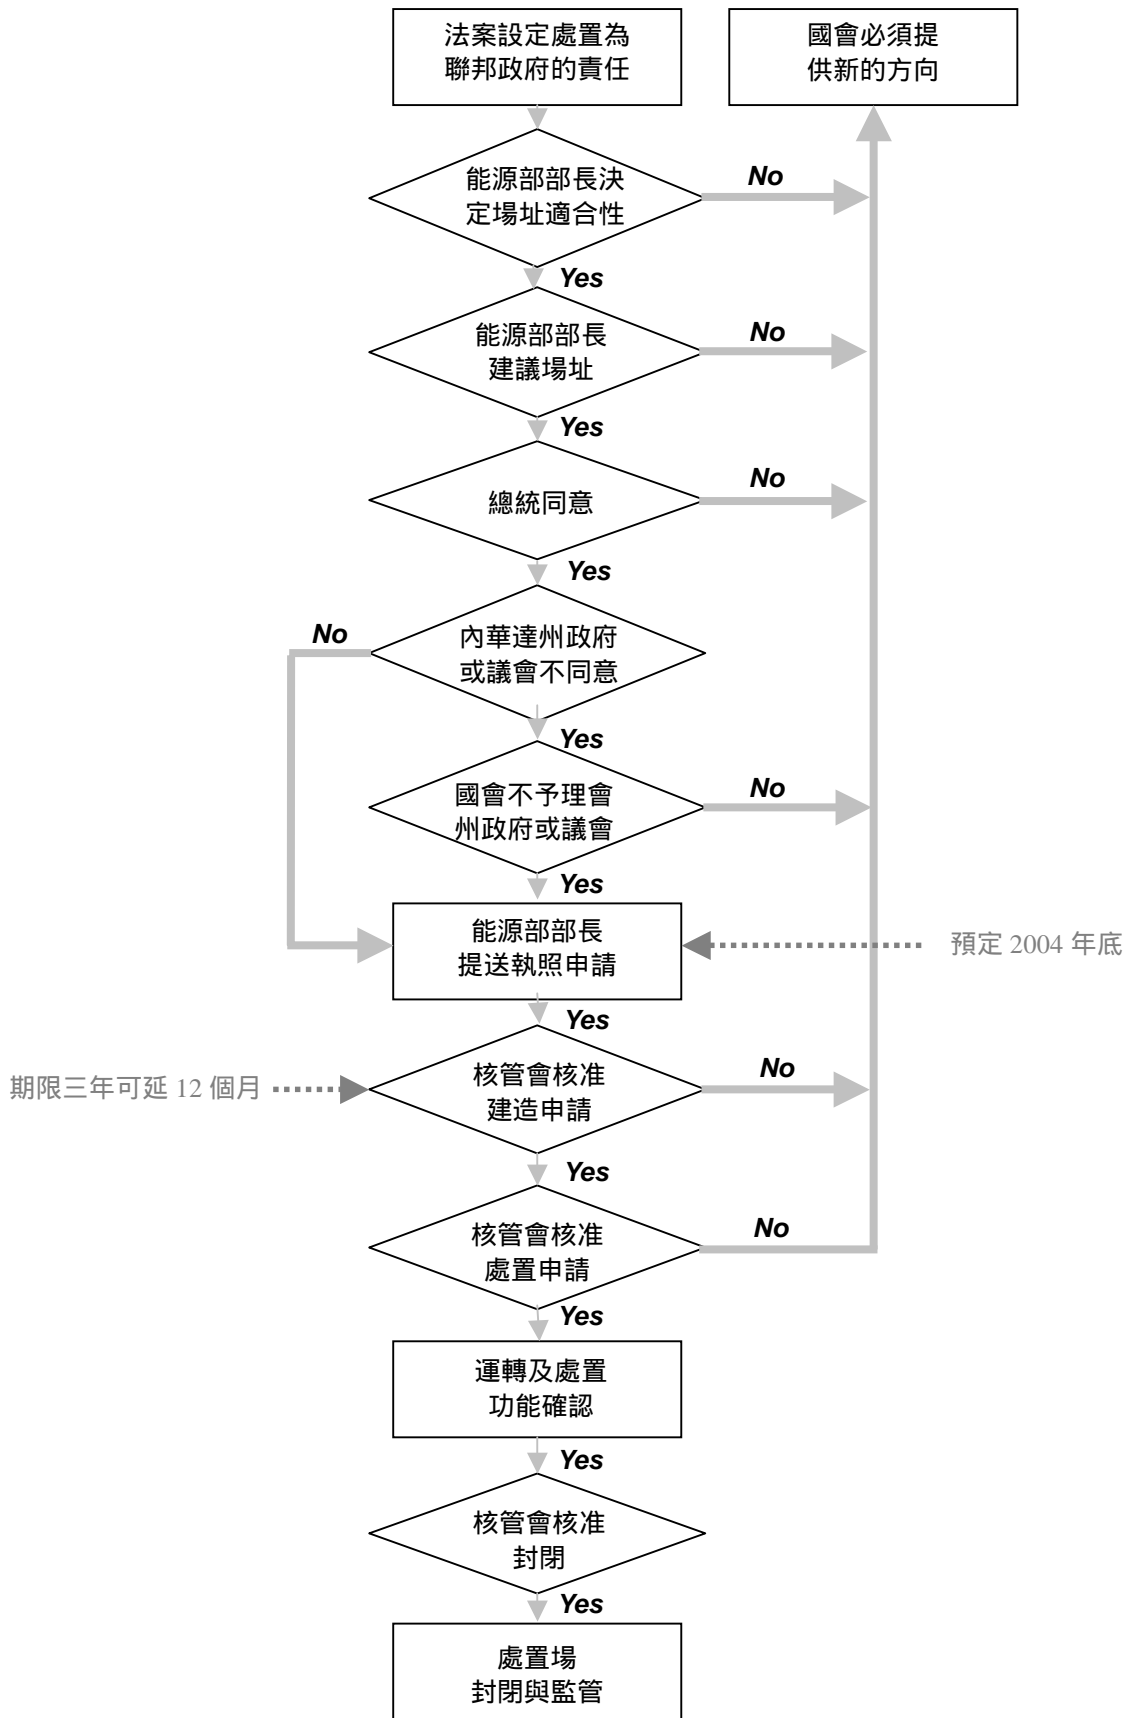 法案設定處置為
聯邦政府的責任
國會必須提
供新的方向
能源部部長決
定場址適合性
No
Yes
能源部部長
建議場址
No
Yes
總統同意
No
Yes
內華達州政府
或議會不同意
No
Yes
國會不予理會
州政府或議會
No
Yes
能源部部長
提送執照申請
預定 2004 年底
Yes
期限三年可延 12 個月
核管會核准
建造申請
No
Yes
核管會核准
處置申請
No
Yes
運轉及處置
功能確認
Yes
核管會核准
封閉
Yes
處置場
封閉與監管